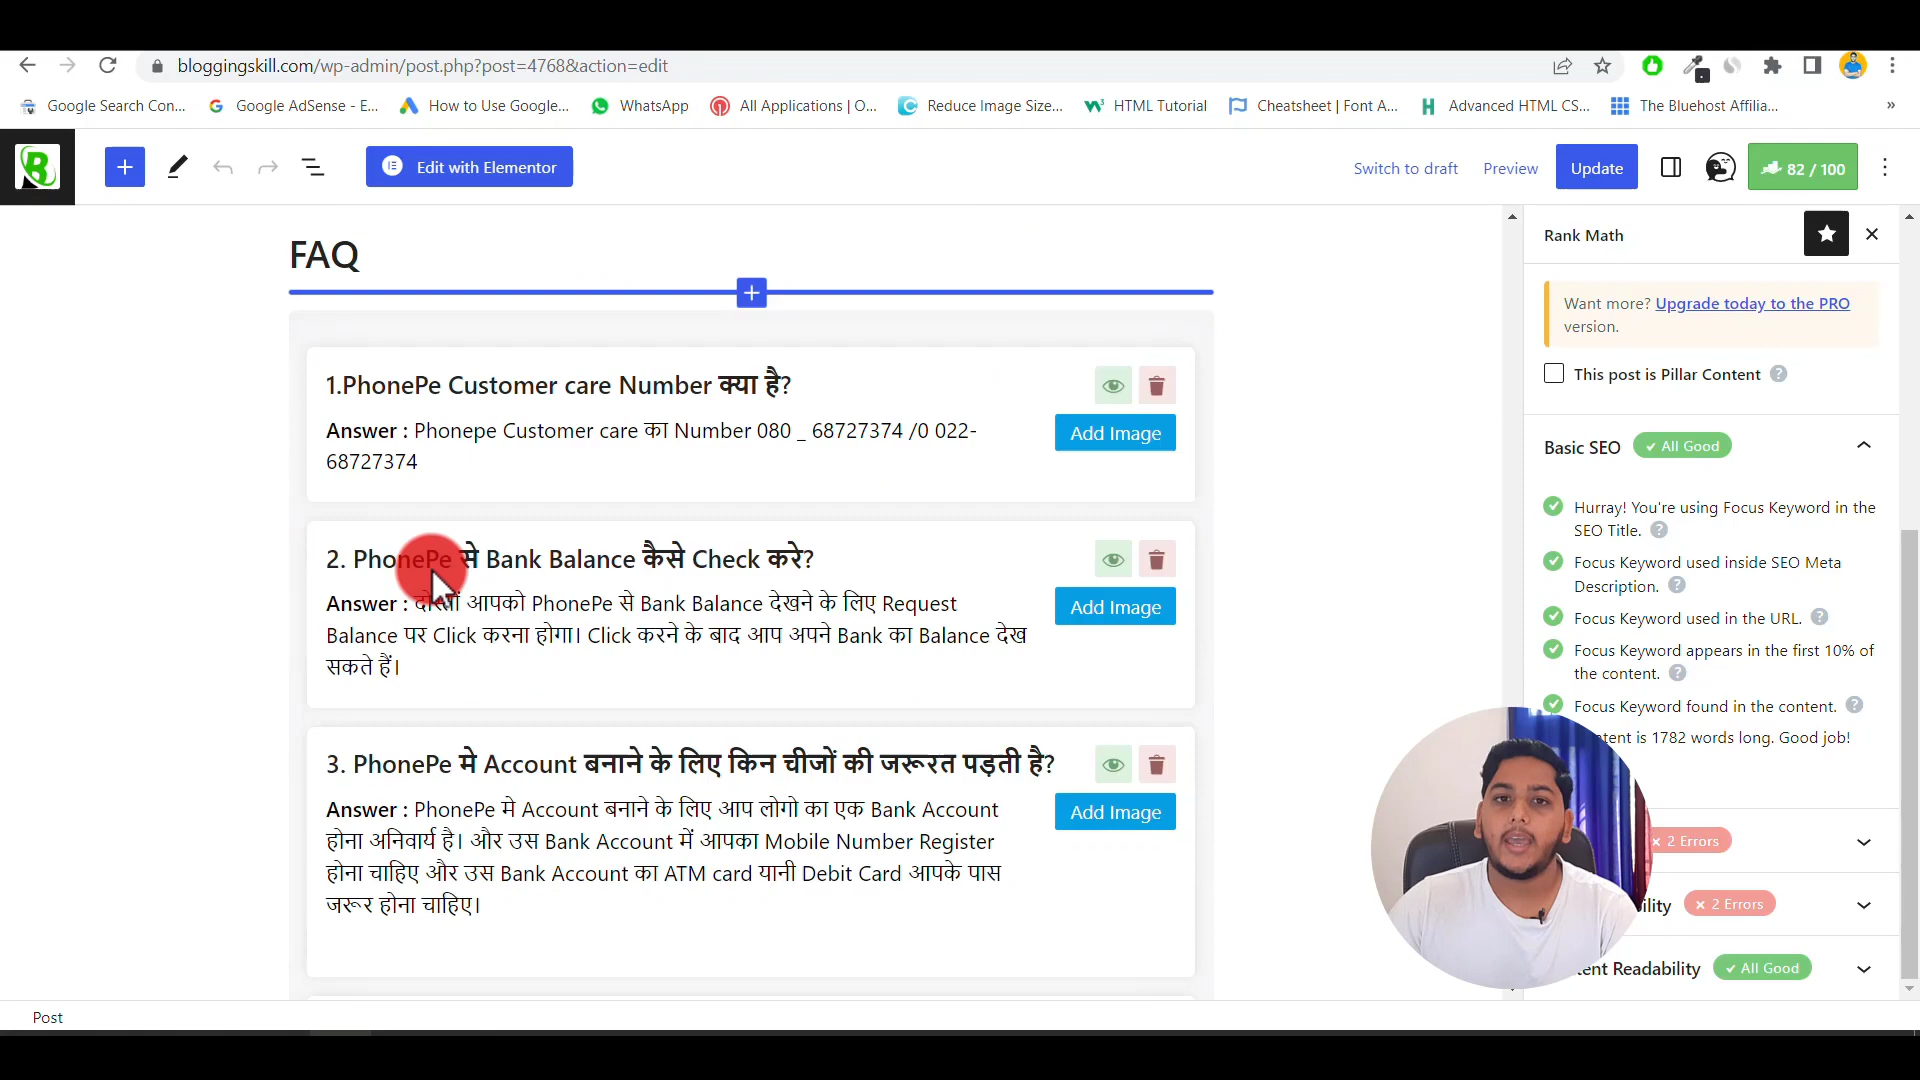 bloggingskill.com/wp-admin/post.php?post=4768&action=edit
Google Search Con...
Google AdSense - E...
How to Use Google...
WhatsApp
All Applications | O...
Reduce Image Size...
HTML Tutorial
Cheatsheet | Font A...
Advanced HTML CS...
The Bluehost Affilia...
»
Edit with Elementor
Switch to draft
Preview
Update
82 / 100
FAQ
1.PhonePe Customer care Number क्या है?
Answer : Phonepe Customer care का Number 080 _ 68727374 /0 022-
68727374
Add Image
2. PhonePe से Bank Balance कैसे Check करे?
Answer : दोस्तों आपको PhonePe से Bank Balance देखने के लिए Request
Balance पर Click करना होगा। Click करने के बाद आप अपने Bank का Balance देख
सकते हैं।
Add Image
3. PhonePe मे Account बनाने के लिए किन चीजों की जरूरत पड़ती है?
Answer : PhonePe मे Account बनाने के लिए आप लोगो का एक Bank Account
होना अनिवार्य है। और उस Bank Account में आपका Mobile Number Register
होना चाहिए और उस Bank Account का ATM card यानी Debit Card आपके पास
जरूर होना चाहिए।
Add Image
Rank Math
Want more? Upgrade today to the PRO
version.
This post is Pillar Content
Basic SEO
All Good
Hurray! You're using Focus Keyword in the
SEO Title.
Focus Keyword used inside SEO Meta
Description.
Focus Keyword used in the URL.
Focus Keyword appears in the first 10% of
the content.
Focus Keyword found in the content.
tent is 1782 words long. Good job!
× 2 Errors
ility
× 2 Errors
ent Readability
All Good
Post